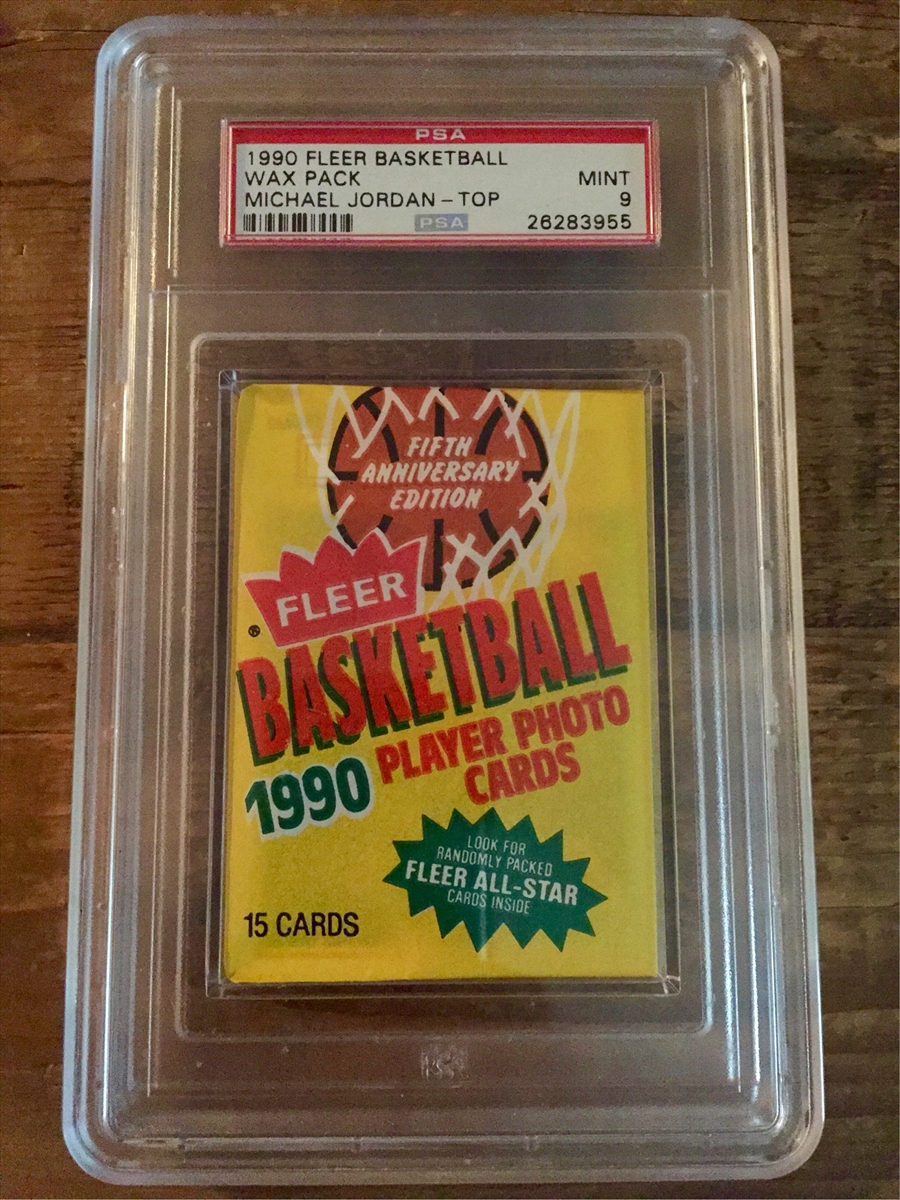 PSA
1990 FLEER BASKETBALL
WAX PACK MINT
MICHAEL JORDAN - TOP 9
PSA 26283955
FIFTH
ANNIVERSARY
EDITION
FLEER
®
BASKETBALL
1990 PLAYER PHOTO
CARDS
LOOK FOR
RANDOMLY PACKED
FLEER ALL-STAR
CARDS INSIDE
15 CARDS